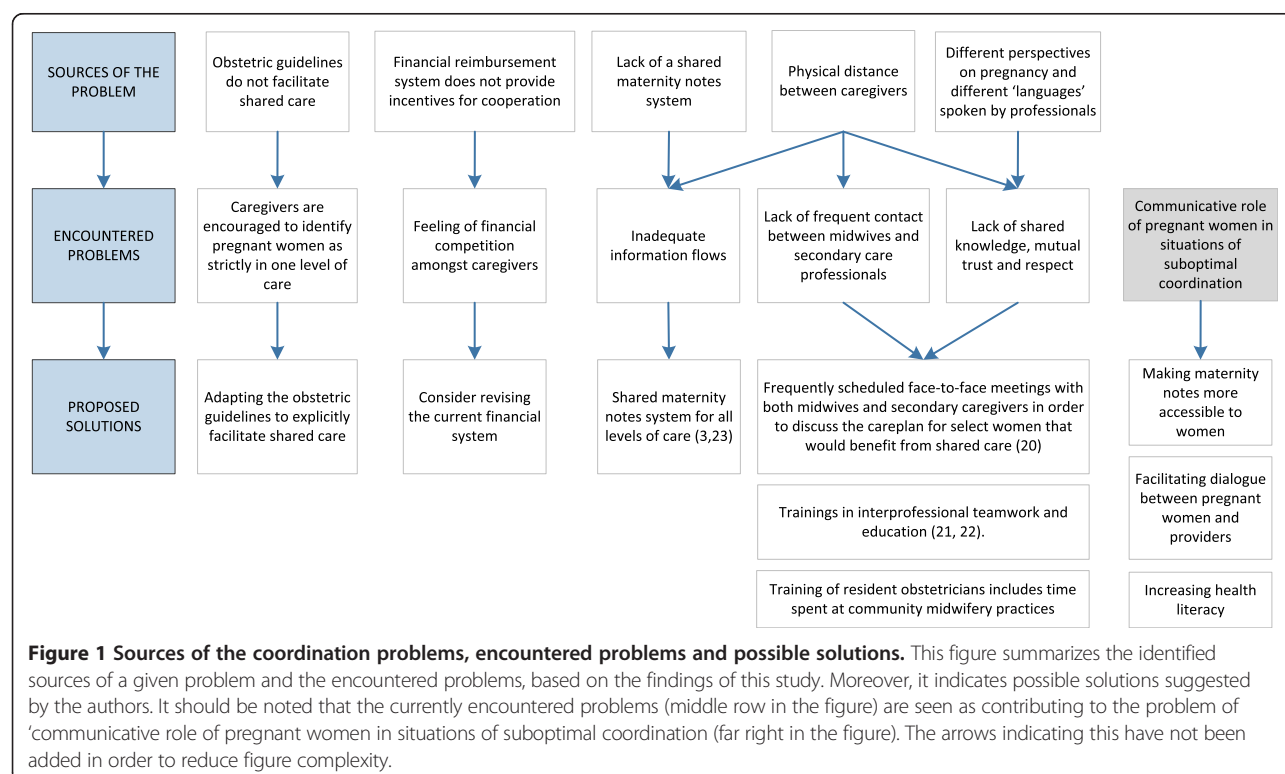 SOURCES OF THE
PROBLEM
Obstetric guidelines
do not facilitate
shared care
Financial reimbursement
system does not provide
incentives for cooperation
Lack of a shared
maternity notes
system
Physical distance
between caregivers
Different perspectives
on pregnancy and
different ‘languages’
spoken by professionals
ENCOUNTERED
PROBLEMS
Caregivers are
encouraged to identify
pregnant women as
strictly in one level of
care
Feeling of financial
competition
amongst caregivers
Inadequate
information flows
Lack of frequent contact
between midwives and
secondary care
professionals
Lack of shared
knowledge, mutual
trust and respect
Communicative role
of pregnant women in
situations of
suboptimal
coordination
PROPOSED
SOLUTIONS
Adapting the obstetric
guidelines to explicitly
facilitate shared care
Consider revising
the current financial
system
Shared maternity
notes system for all
levels of care (3,23)
Frequently scheduled face-to-face meetings with
both midwives and secondary caregivers in order
to discuss the careplan for select women that
would benefit from shared care (20)
Making maternity
notes more
accessible to
women
Trainings in interprofessional teamwork and
education (21, 22).
Facilitating dialogue
between pregnant
women and
providers
Training of resident obstetricians includes time
spent at community midwifery practices
Increasing health
literacy
Figure 1 Sources of the coordination problems, encountered problems and possible solutions. This figure summarizes the identified
sources of a given problem and the encountered problems, based on the findings of this study. Moreover, it indicates possible solutions suggested
by the authors. It should be noted that the currently encountered problems (middle row in the figure) are seen as contributing to the problem of
‘communicative role of pregnant women in situations of suboptimal coordination (far right in the figure). The arrows indicating this have not been
added in order to reduce figure complexity.